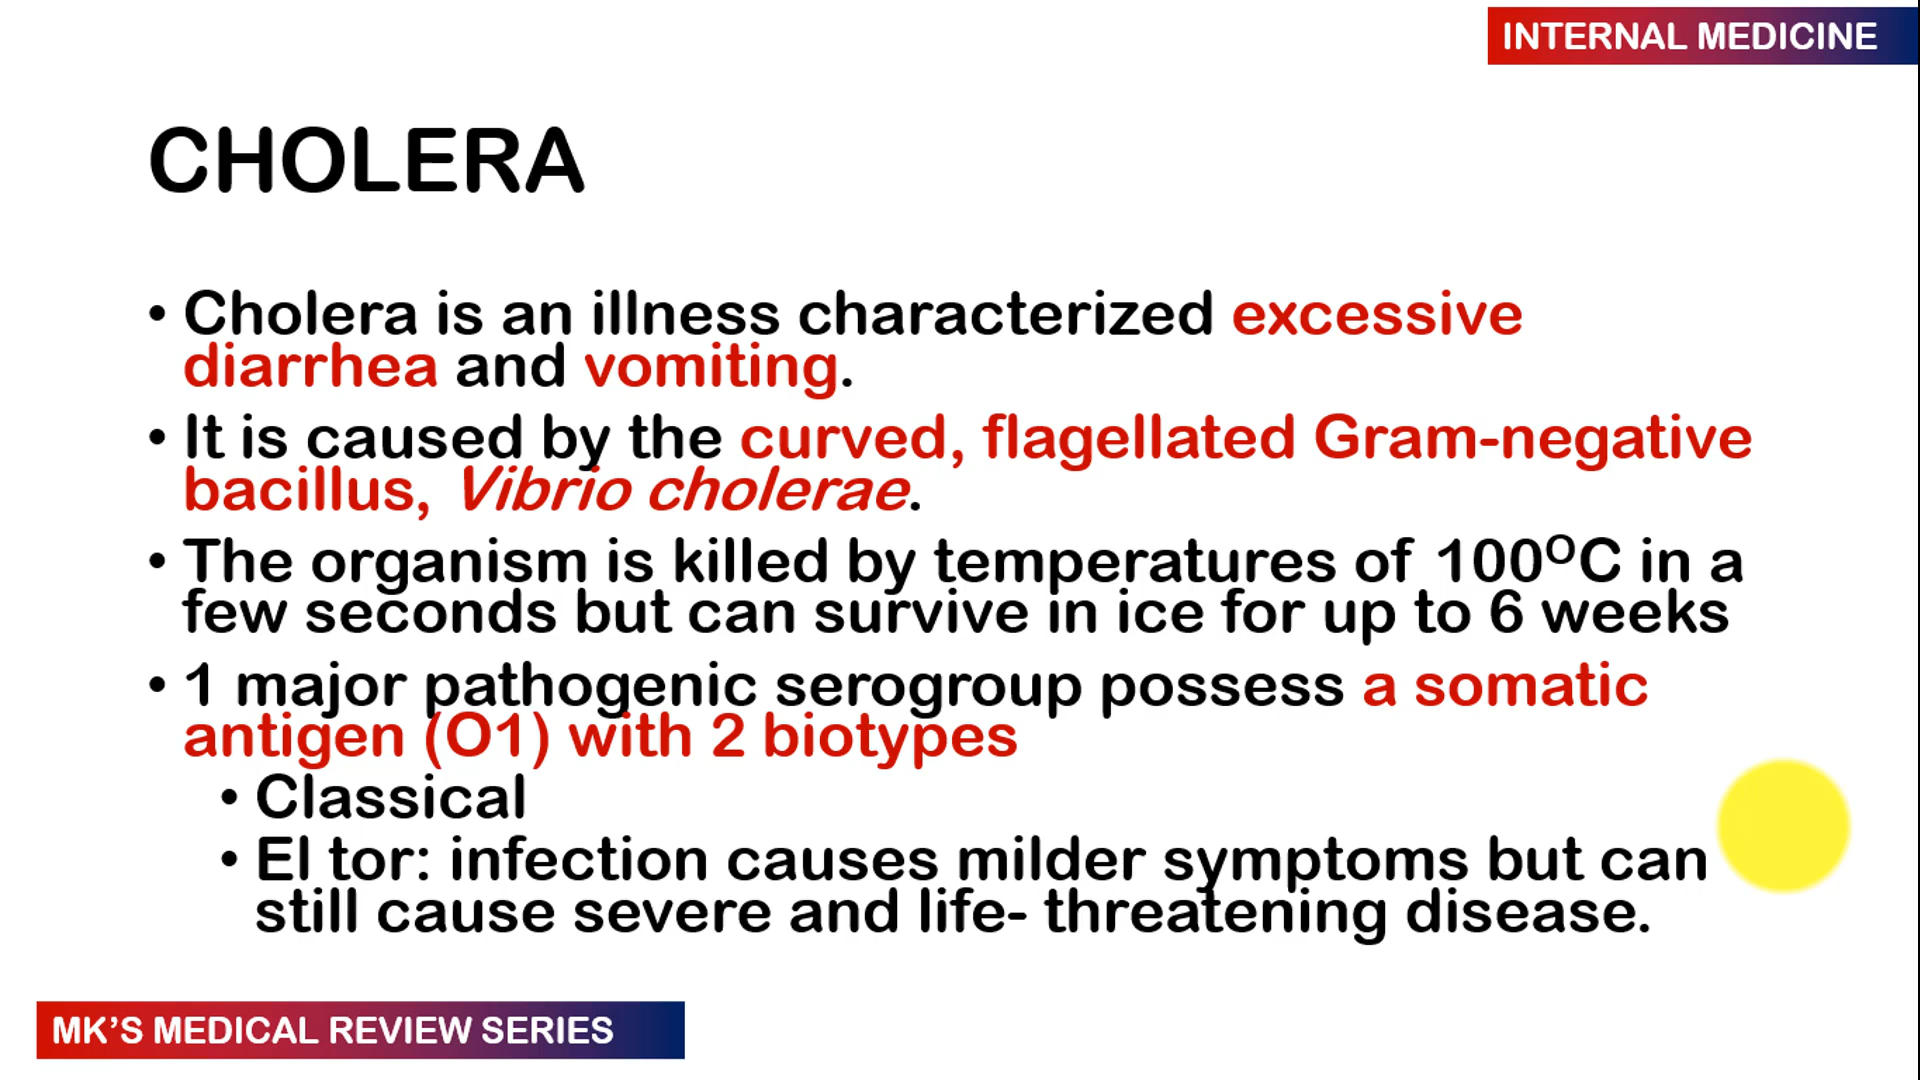 INTERNAL MEDICINE
CHOLERA
• Cholera is an illness characterized excessive
diarrhea and vomiting.
• It is caused by the curved, flagellated Gram-negative
bacillus, Vibrio cholerae.
• The organism is killed by temperatures of 100ᴼC in a
few seconds but can survive in ice for up to 6 weeks
• 1 major pathogenic serogroup possess a somatic
antigen (O1) with 2 biotypes
• Classical
• El tor: infection causes milder symptoms but can
still cause severe and life- threatening disease.
MK’S MEDICAL REVIEW SERIES